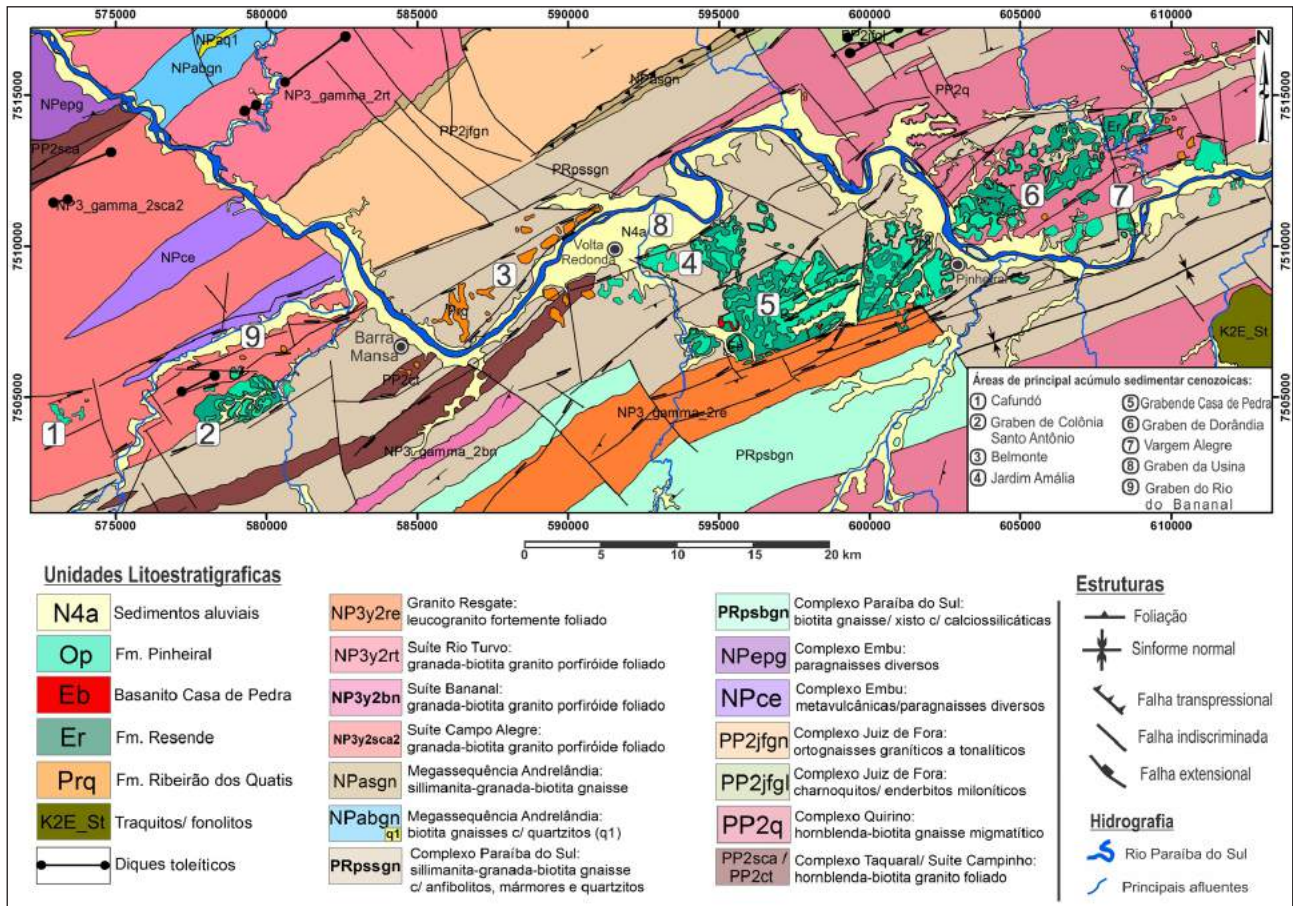 575000 580000 585000 590000 595000 600000 605000 610000
NPaq1
NPabgn
PP2jfgl
N
NPepg
NP3_gamma_2rt
NPasgn
PP2q
7515000
7515000
Er
PP2jfgn
PP2sca
PRpssgn
6
7
NP3_gamma_2sca2
8
N4a
7510000
7510000
NPce
3
Volta
Redonda
4
Pinheiral
5
Prq
9
Barra
Mansa
Eb
K2E_St
PP2ct
7505000
7505000
1
2
NP3_gamma_2re
NP3_gamma_2bn
PRpsbgn
Áreas de principal acúmulo sedimentar cenozoicas:
1 Cafundó
2 Graben de Colônia
Santo Antônio
3 Belmonte
4 Jardim Amália
5 Grabende Casa de Pedra
6 Graben de Dorândia
7 Vargem Alegre
8 Graben da Usina
9 Graben do Rio
do Bananal
575000 580000 585000 590000 595000 600000 605000 610000
0 5 10 15 20 km
Unidades Litoestratigraficas
N4a Sedimentos aluviais
Op Fm. Pinheiral
Eb Basanito Casa de Pedra
Er Fm. Resende
Prq Fm. Ribeirão dos Quatis
K2E_St Traquitos/ fonolitos
Diques toleíticos
NP3y2re Granito Resgate:
leucogranito fortemente foliado
NP3y2rt Suíte Rio Turvo:
granada-biotita granito porfiróide foliado
NP3y2bn Suíte Bananal:
granada-biotita granito porfiróide foliado
NP3y2sca2 Suíte Campo Alegre:
granada-biotita granito porfiróide foliado
NPasgn Megassequência Andrelândia:
sillimanita-granada-biotita gnaisse
NPabgn q1 Megassequência Andrelândia:
biotita gnaisses c/ quartzitos (q1)
PRpssgn Complexo Paraíba do Sul:
sillimanita-granada-biotita gnaisse
c/ anfibolitos, mármores e quartzitos
PRpsbgn Complexo Paraíba do Sul:
biotita gnaisse/ xisto c/ calciossilicáticas
NPepg Complexo Embu:
paragnaisses diversos
NPce Complexo Embu:
metavulcânicas/paragnaisses diversos
PP2jfgn Complexo Juiz de Fora:
ortognaisses graníticos a tonalíticos
PP2jfgl Complexo Juiz de Fora:
charnoquitos/ enderbitos miloníticos
PP2q Complexo Quirino:
hornblenda-biotita gnaisse migmatítico
PP2sca / PP2ct Complexo Taquaral/ Suíte Campinho:
hornblenda-biotita granito foliado
Estruturas
Foliação
Sinforme normal
Falha transpressional
Falha indiscriminada
Falha extensional
Hidrografia
Rio Paraíba do Sul
Principais afluentes